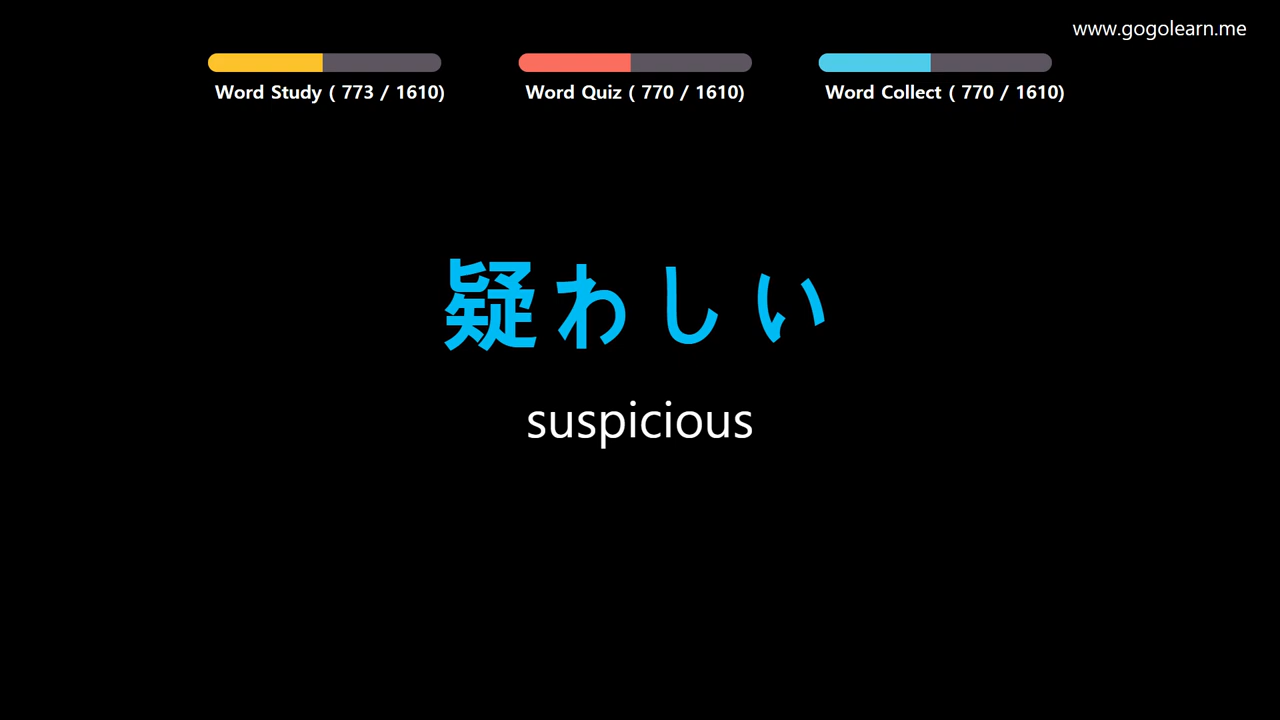 www.gogolearn.me
Word Study ( 773 / 1610)
Word Quiz ( 770 / 1610)
Word Collect ( 770 / 1610)
疑わしい
suspicious